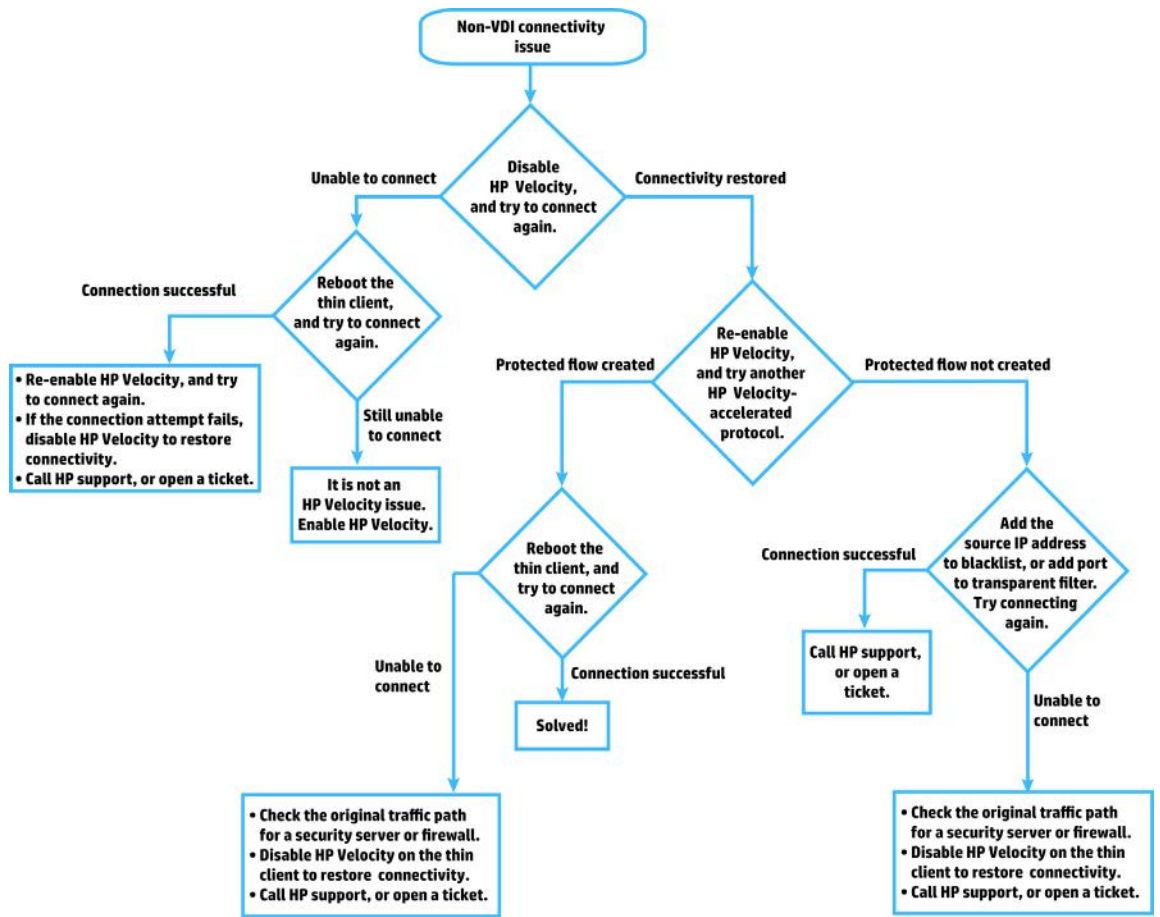 Non-VDI connectivity
issue
Disable
HP Velocity,
and try to connect
again.
Unable to connect
Connectivity restored
Reboot the
thin client,
and try to connect
again.
Connection successful
• Re-enable HP Velocity, and try
to connect again.
• If the connection attempt fails,
disable HP Velocity to restore
connectivity.
• Call HP support, or open a ticket.
Still unable
to connect
It is not an
HP Velocity issue.
Enable HP Velocity.
Re-enable
HP Velocity,
and try another
HP Velocity-
accelerated
protocol.
Protected flow created
Protected flow not created
Reboot the
thin client, and
try to connect
again.
Unable to
connect
Connection successful
Solved!
• Check the original traffic path
for a security server or firewall.
• Disable HP Velocity on the thin
client to restore connectivity.
• Call HP support, or open a ticket.
Add the
source IP address
to blacklist, or add port
to transparent filter.
Try connecting
again.
Connection successful
Call HP support,
or open a
ticket.
Unable to
connect
• Check the original traffic path
for a security server or firewall.
• Disable HP Velocity on the thin
client to restore connectivity.
• Call HP support, or open a ticket.